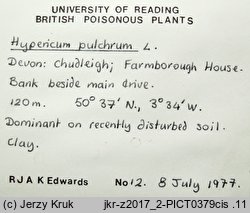 UNIVERSITY OF READING
BRITISH POISONOUS PLANTS
Hypericum pulchrum L.
Devon: Chudleigh; Farmborough House.
Bank beside main drive.
120m. 50° 37' N., 3° 34' W.
Dominant on recently disturbed soil.
Clay.
RJAK Edwards No 12. 8 July 1977.
(c) Jerzy Kruk jkr-z2017_2-PICT0379cis .11